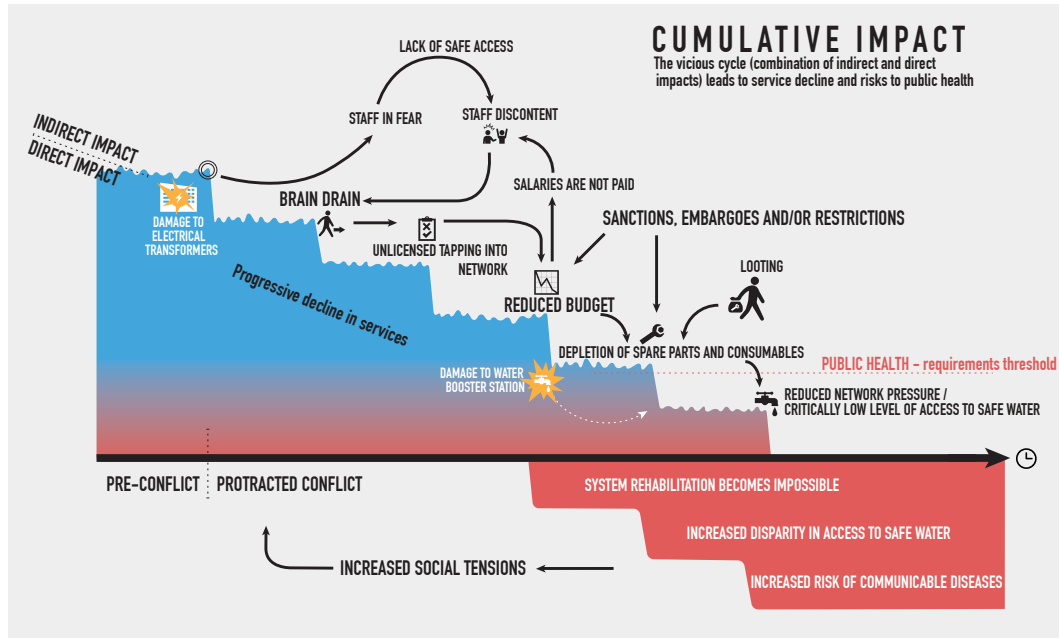 CUMULATIVE IMPACT
The vicious cycle (combination of indirect and direct
impacts) leads to service decline and risks to public health
LACK OF SAFE ACCESS
STAFF IN FEAR
STAFF DISCONTENT
INDIRECT IMPACT
DIRECT IMPACT
DAMAGE TO
ELECTRICAL
TRANSFORMERS
BRAIN DRAIN
SALARIES ARE NOT PAID
SANCTIONS, EMBARGOES AND/OR RESTRICTIONS
UNLICENSED TAPPING INTO
NETWORK
LOOTING
Progressive decline in services
REDUCED BUDGET
DEPLETION OF SPARE PARTS AND CONSUMABLES
PUBLIC HEALTH – requirements threshold
DAMAGE TO WATER
BOOSTER STATION
REDUCED NETWORK PRESSURE /
CRITICALLY LOW LEVEL OF ACCESS TO SAFE WATER
PRE-CONFLICT
PROTRACTED CONFLICT
SYSTEM REHABILITATION BECOMES IMPOSSIBLE
INCREASED DISPARITY IN ACCESS TO SAFE WATER
INCREASED SOCIAL TENSIONS
INCREASED RISK OF COMMUNICABLE DISEASES